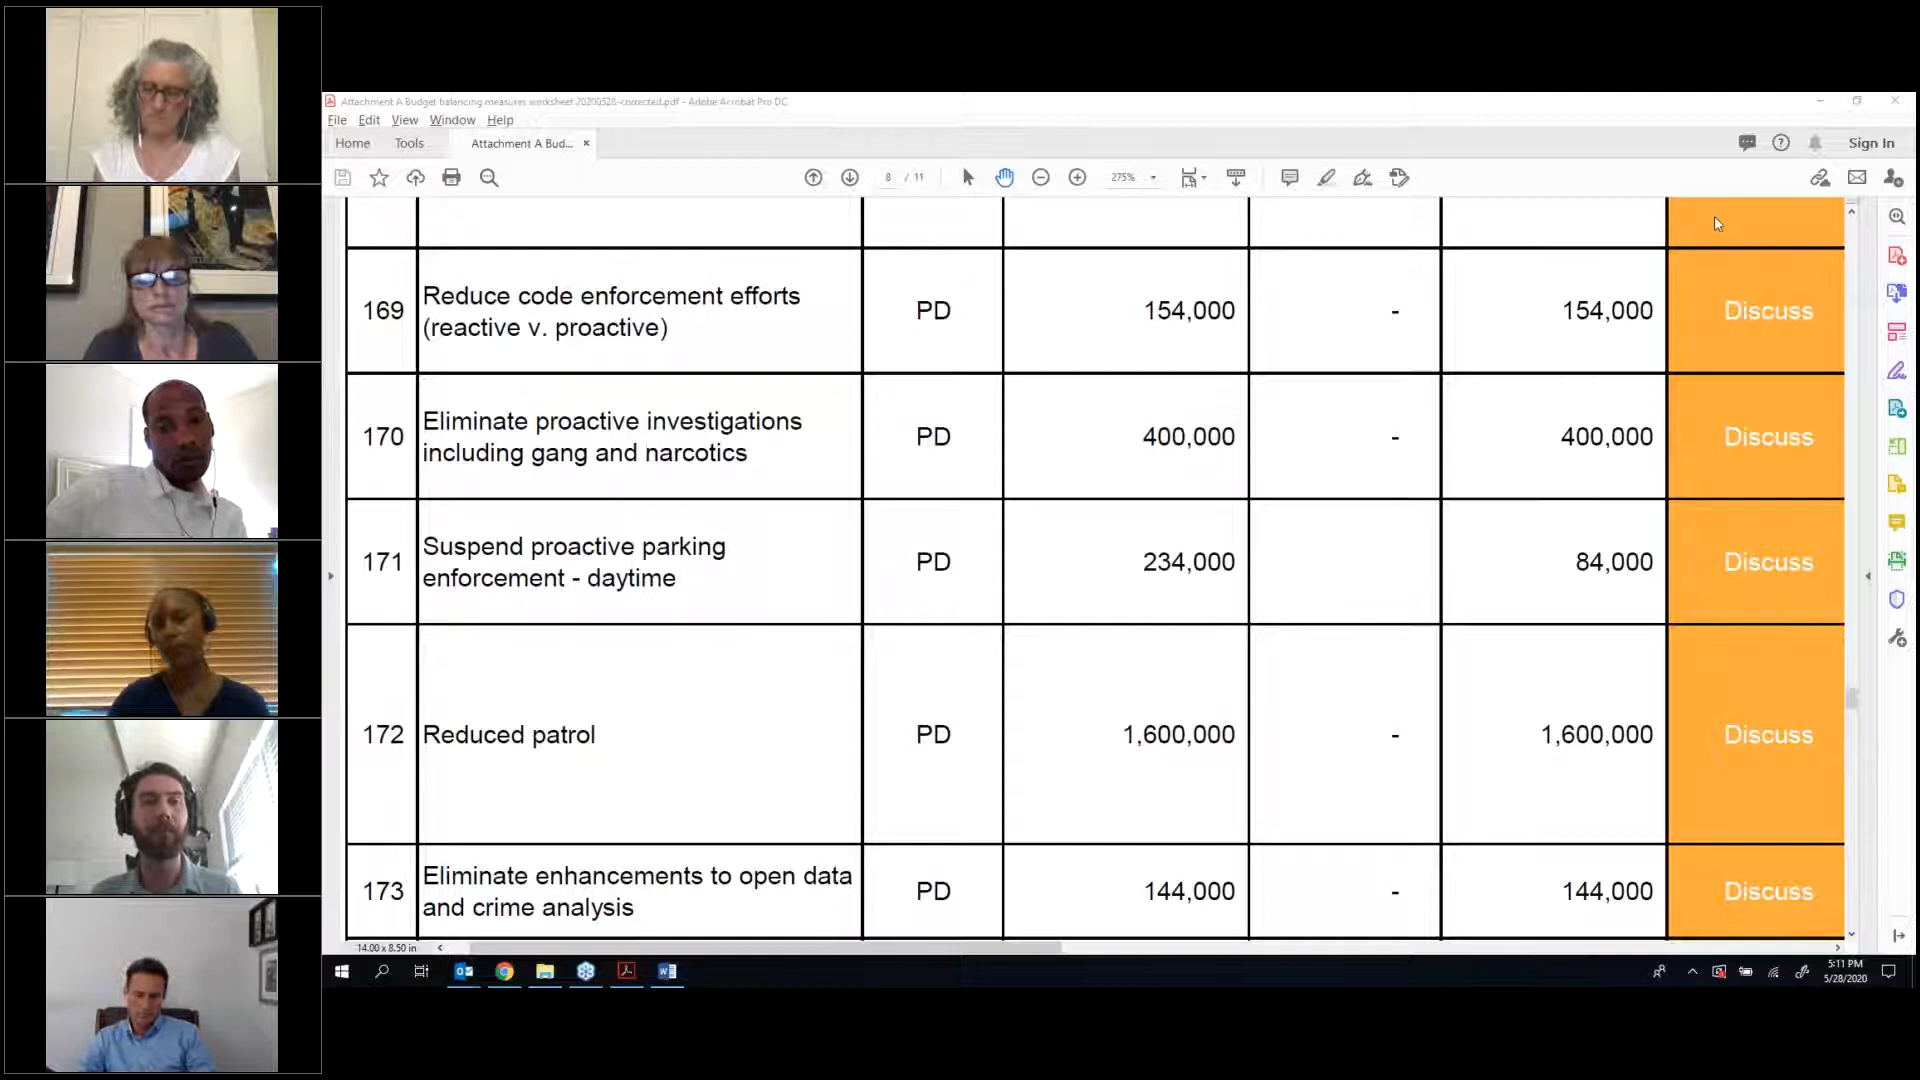 Attachment A Budget balancing measures worksheet 20200528-corrected.pdf - Adobe Acrobat Pro DC
File Edit View Window Help
Home Tools Attachment A Bud... × Sign In
8 / 11 275%
169 Reduce code enforcement efforts (reactive v. proactive) PD 154,000 - 154,000 Discuss
170 Eliminate proactive investigations including gang and narcotics PD 400,000 - 400,000 Discuss
171 Suspend proactive parking enforcement - daytime PD 234,000 84,000 Discuss
172 Reduced patrol PD 1,600,000 - 1,600,000 Discuss
173 Eliminate enhancements to open data and crime analysis PD 144,000 - 144,000 Discuss
14.00 x 8.50 in
5:11 PM
5/28/2020